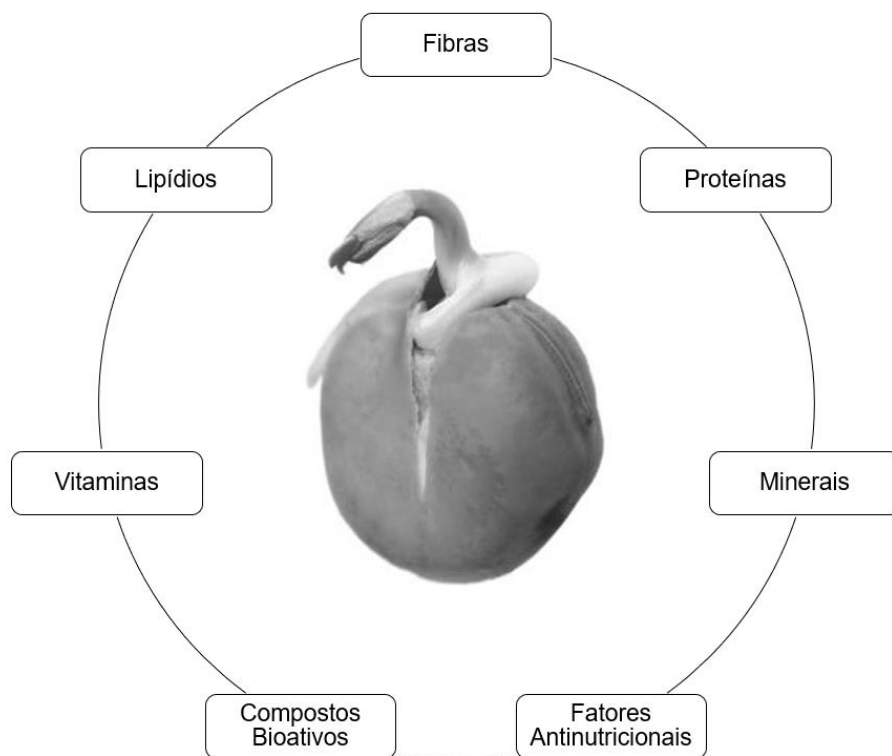 Fibras
Lipídios
Proteínas
Vitaminas
Minerais
Compostos
Bioativos
Fatores
Antinutricionais